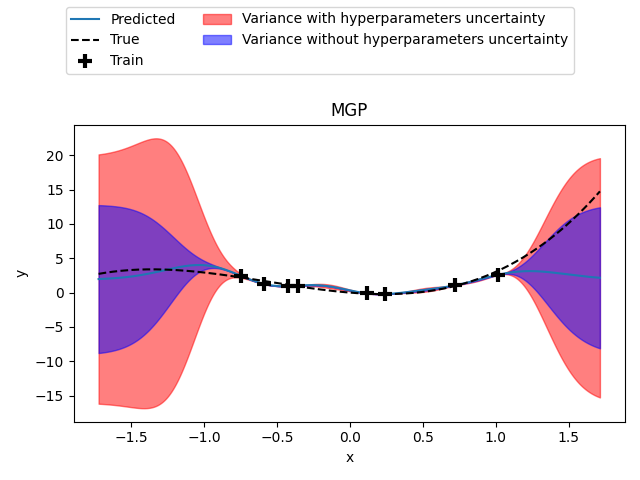 Predicted
True
Train
Variance with hyperparameters uncertainty
Variance without hyperparameters uncertainty
MGP
y
20
15
10
5
0
−5
−10
−15
−1.5 −1.0 −0.5 0.0 0.5 1.0 1.5
x